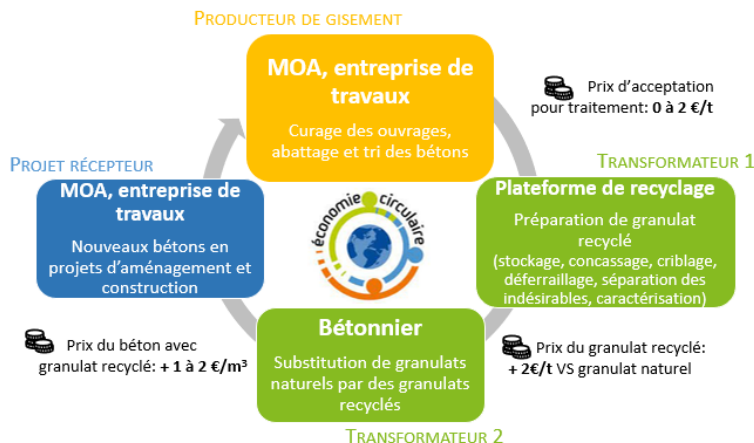 PRODUCTEUR DE GISEMENT
MOA, entreprise de
travaux
Curage des ouvrages,
abattage et tri des bétons
Prix d'acceptation
pour traitement: 0 à 2 €/t
TRANSFORMATEUR 1
Plateforme de recyclage
Préparation de granulat
recyclé
(stockage, concassage, criblage,
déferraillage, séparation des
indésirables, caractérisation)
PROJET RÉCEPTEUR
MOA, entreprise de
travaux
Nouveaux bétons en
projets d'aménagement et
construction
économie circulaire
Prix du béton avec
granulat recyclé: + 1 à 2 €/m³
Bétonnier
Substitution de granulats
naturels par des granulats
recyclés
Prix du granulat recyclé:
+ 2€/t VS granulat naturel
TRANSFORMATEUR 2